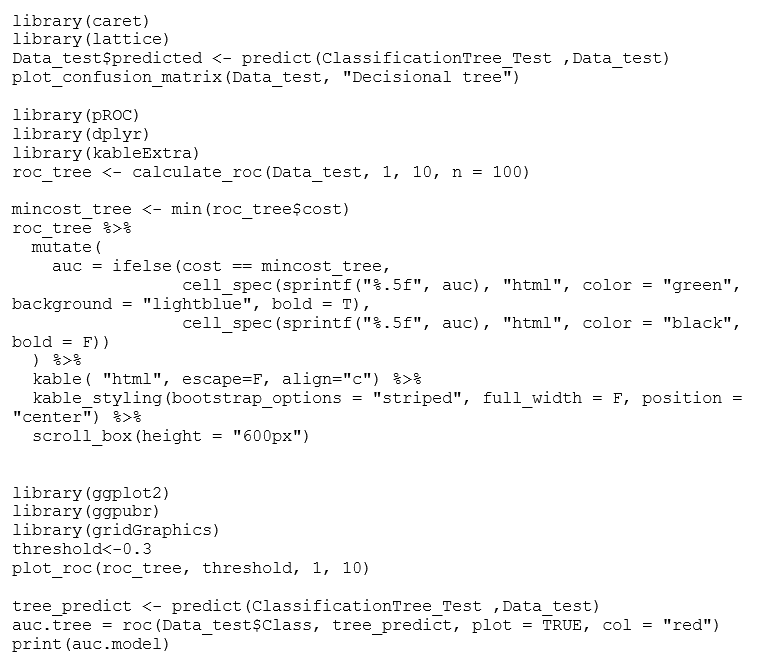 library(caret)
library(lattice)
Data_test$predicted <- predict(ClassificationTree_Test ,Data_test)
plot_confusion_matrix(Data_test, "Decisional tree")
library(pROC)
library(dplyr)
library(kableExtra)
roc_tree <- calculate_roc(Data_test, 1, 10, n = 100)
mincost_tree <- min(roc_tree$cost)
roc_tree %>%
  mutate(
    auc = ifelse(cost == mincost_tree,
                 cell_spec(sprintf("%.5f", auc), "html", color = "green",
background = "lightblue", bold = T),
                 cell_spec(sprintf("%.5f", auc), "html", color = "black",
bold = F))
  ) %>%
  kable( "html", escape=F, align="c") %>%
  kable_styling(bootstrap_options = "striped", full_width = F, position =
"center") %>%
  scroll_box(height = "600px")
library(ggplot2)
library(ggpubr)
library(gridGraphics)
threshold<-0.3
plot_roc(roc_tree, threshold, 1, 10)
tree_predict <- predict(ClassificationTree_Test ,Data_test)
auc.tree = roc(Data_test$Class, tree_predict, plot = TRUE, col = "red")
print(auc.model)